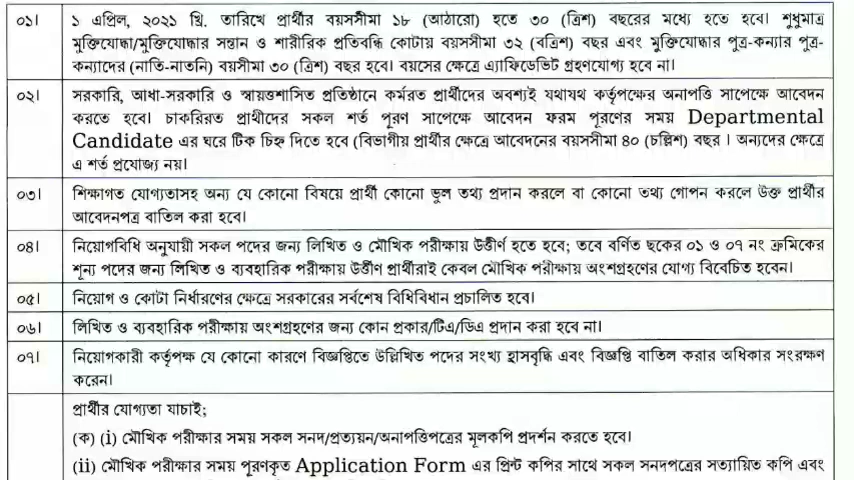 ০১। ১ এপ্রিল, ২০২১ খ্রি. তারিখে প্রার্থীর বয়সসীমা ১৮ (আঠারো) হতে ৩০ (ত্রিশ) বছরের মধ্যে হতে হবে। শুধুমাত্র
মুক্তিযোদ্ধা/মুক্তিযোদ্ধার সন্তান ও শারীরিক প্রতিবন্ধি কোটায় বয়সসীমা ৩২ (বত্রিশ) বছর এবং মুক্তিযোদ্ধার পুত্র-কন্যার পুত্র-
কন্যাদের (নাতি-নাতনি) বয়সীমা ৩০ (ত্রিশ) বছর হবে। বয়সের ক্ষেত্রে এ্যাফিডেভিট গ্রহণযোগ্য হবে না।
০২। সরকারি, আধা-সরকারি ও স্বায়ত্তশাসিত প্রতিষ্ঠানে কর্মরত প্রার্থীদের অবশ্যই যথাযথ কর্তৃপক্ষের অনাপত্তি সাপেক্ষে আবেদন
করতে হবে। চাকরিরত প্রাথীদের সকল শর্ত পূরণ সাপেক্ষে আবেদন ফরম পূরণের সময় Departmental
Candidate এর ঘরে টিক চিহ্ন দিতে হবে (বিভাগীয় প্রার্থীর ক্ষেত্রে আবেদনের বয়সসীমা ৪০ (চল্লিশ) বছর । অন্যদের ক্ষেত্রে
এ শর্ত প্রযোজ্য নয়।
০৩। শিক্ষাগত যোগ্যতাসহ অন্য যে কোনো বিষয়ে প্রার্থী কোনো ভুল তথ্য প্রদান করলে বা কোনো তথ্য গোপন করলে উক্ত প্রার্থীর
আবেদনপত্র বাতিল করা হবে।
০৪। নিয়োগবিধি অনুযায়ী সকল পদের জন্য লিখিত ও মৌখিক পরীক্ষায় উত্তীর্ণ হতে হবে; তবে বর্ণিত ছকের ০১ ও ০৭ নং ক্রমিকের
শূন্য পদের জন্য লিখিত ও ব্যবহারিক পরীক্ষায় উর্ত্তীণ প্রার্থীরাই কেবল মৌখিক পরীক্ষায় অংশগ্রহণের যোগ্য বিবেচিত হবেন।
০৫। নিয়োগ ও কোটা নির্ধারণের ক্ষেত্রে সরকারের সর্বশেষ বিধিবিধান প্রচালিত হবে।
০৬। লিখিত ও ব্যবহারিক পরীক্ষায় অংশগ্রহণের জন্য কোন প্রকার/টিএ/ডিএ প্রদান করা হবে না।
০৭। নিয়োগকারী কর্তৃপক্ষ যে কোনো কারণে বিজ্ঞপ্তিতে উল্লিখিত পদের সংখ্য হ্রাসবৃদ্ধি এবং বিজ্ঞপ্তি বাতিল করার অধিকার সংরক্ষণ
করেন।
প্রার্থীর যোগ্যতা যাচাই;
(ক) (i) মৌখিক পরীক্ষার সময় সকল সনদ/প্রত্যয়ন/অনাপত্তিপত্রের মূলকপি প্রদর্শন করতে হবে।
(ii) মৌখিক পরীক্ষার সময় পূরণকৃত Application Form এর প্রিন্ট কপির সাথে সকল সনদপত্রের সত্যায়িত কপি এবং